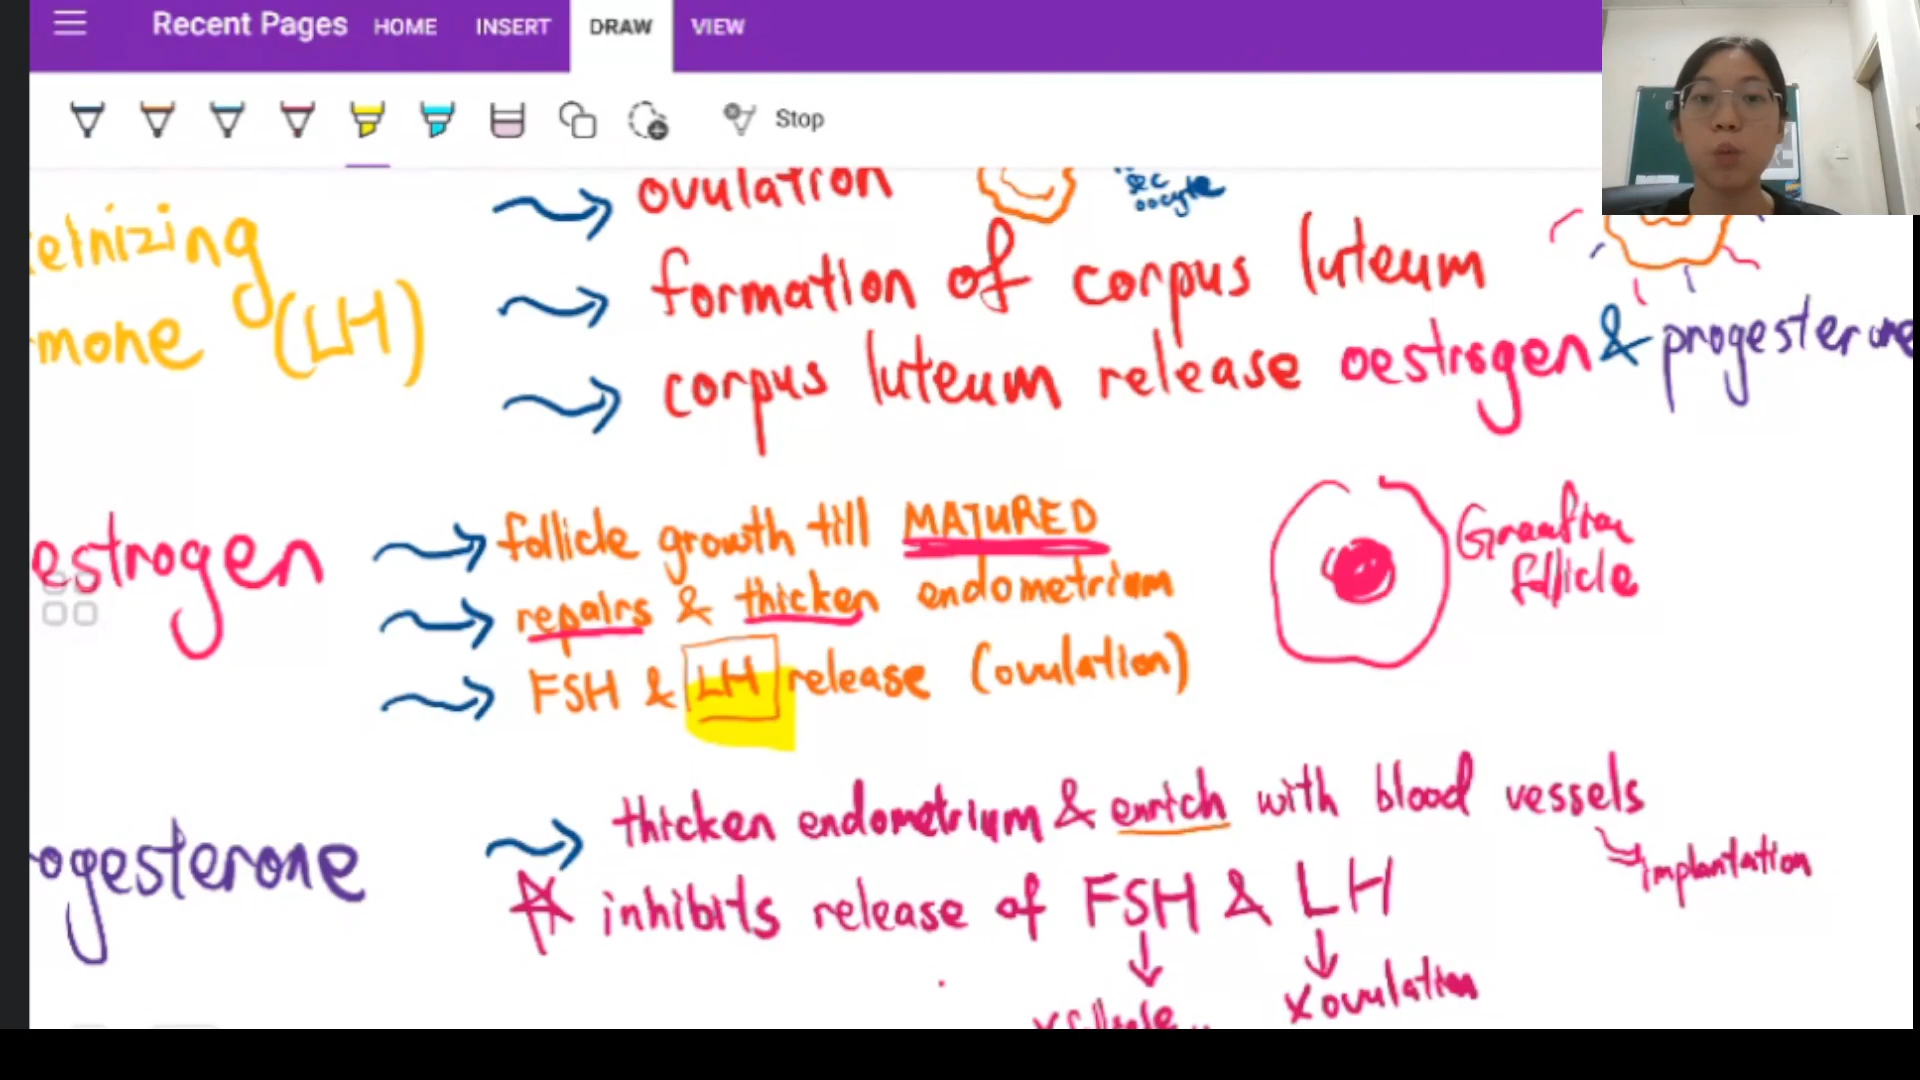 Recent Pages HOME INSERT DRAW VIEW
Stop
ovulation
sec
oocyte
formation of corpus luteum
mone (LH)
corpus luteum release oestrogen & progesterone
estrogen
follicle growth till MATURED
Graafian
follicle
repairs & thicken endometrium
FSH & LH release (ovulation)
ogesterone
thicken endometrium & enrich with blood vessels
implantation
inhibits release of FSH & LH
x ovulation